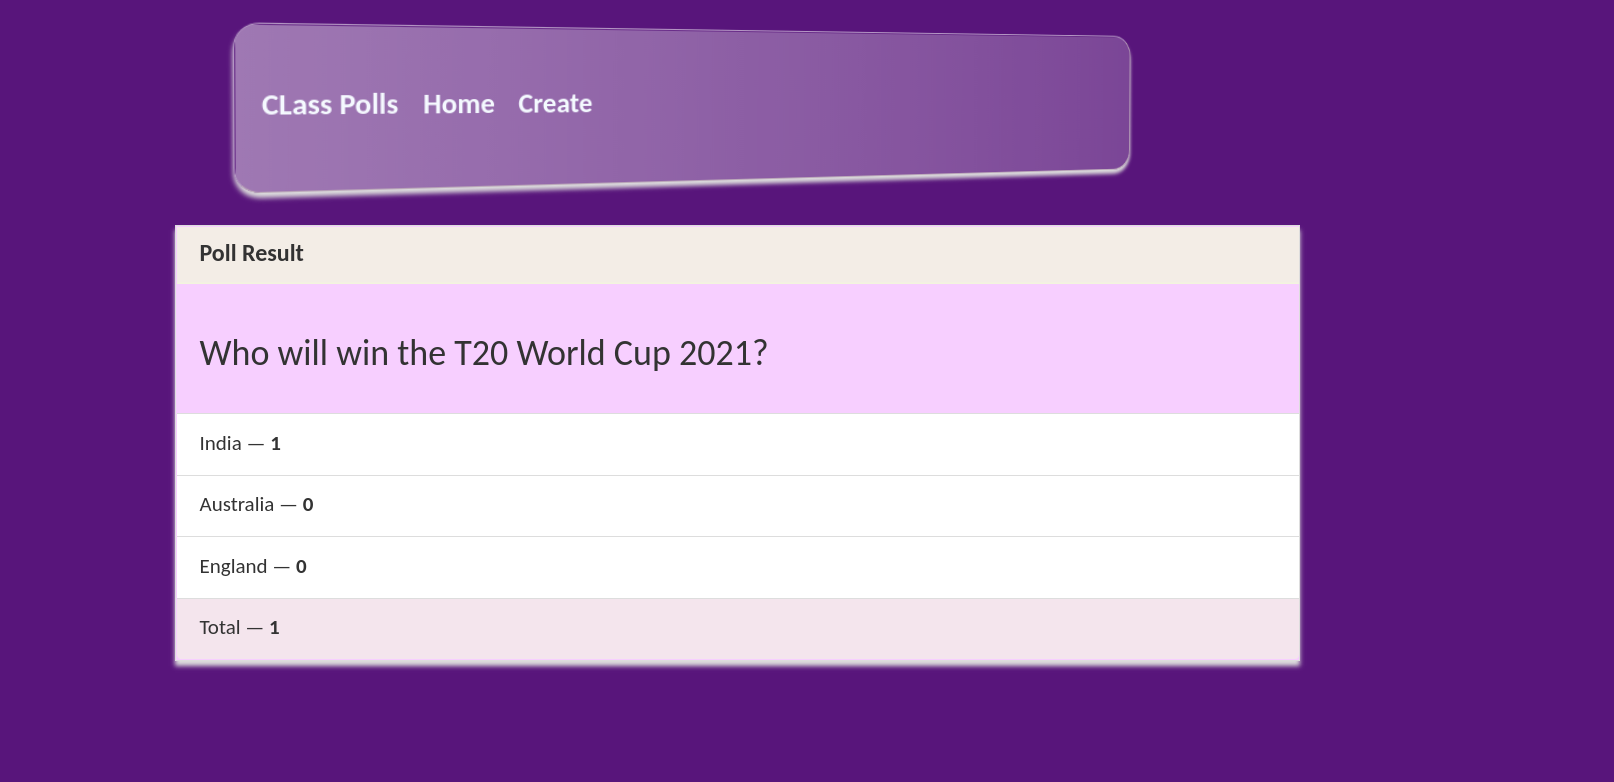 CLass Polls Home Create
Poll Result
Who will win the T20 World Cup 2021?
India — 1
Australia — 0
England — 0
Total — 1